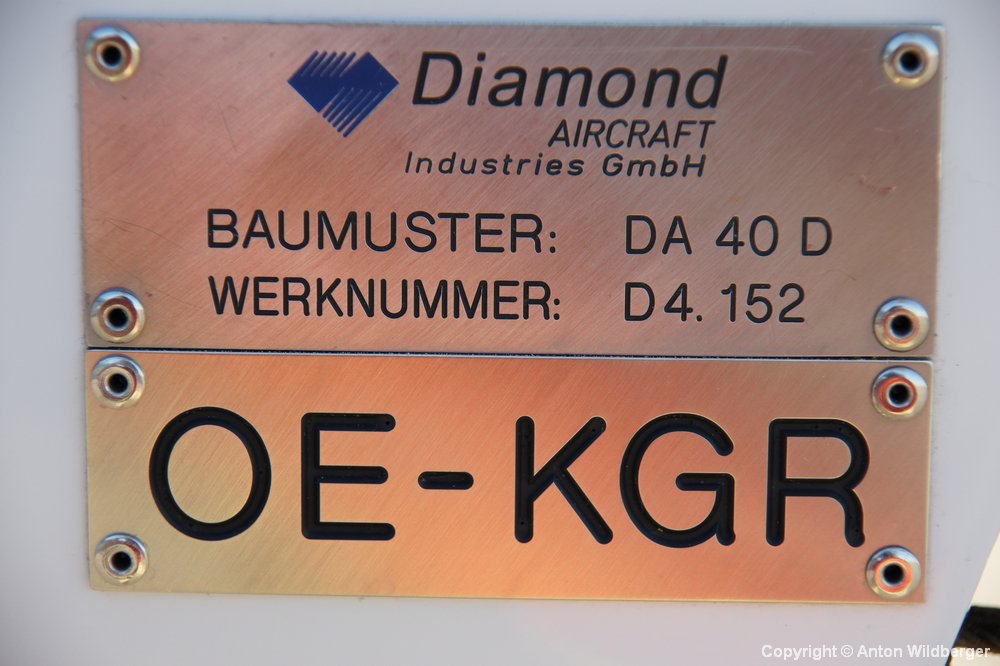 Diamond
AIRCRAFT
Industries GmbH
BAUMUSTER: DA 40 D
WERKNUMMER: D4.152
OE-KGR
Copyright © Anton Wildberger